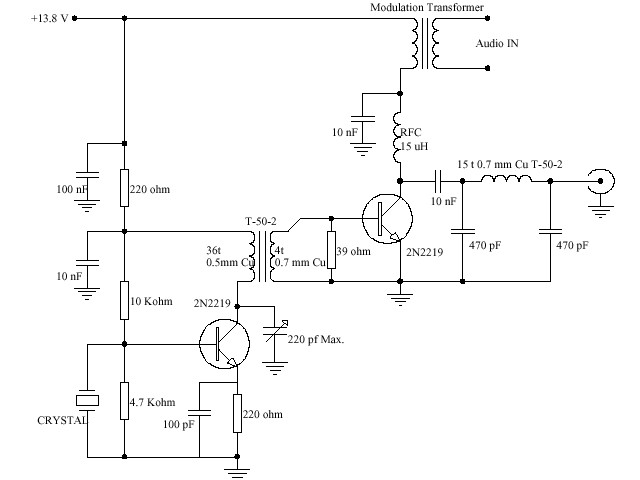 Modulation Transformer
+13.8 V
Audio IN
10 nF
RFC
15 uH
15 t 0.7 mm Cu T-50-2
100 nF
220 ohm
10 nF
470 pF
470 pF
T-50-2
36t
0.5mm Cu
4t
0.7 mm Cu
39 ohm
2N2219
10 nF
10 Kohm
2N2219
220 pf Max.
CRYSTAL
4.7 Kohm
100 pF
220 ohm